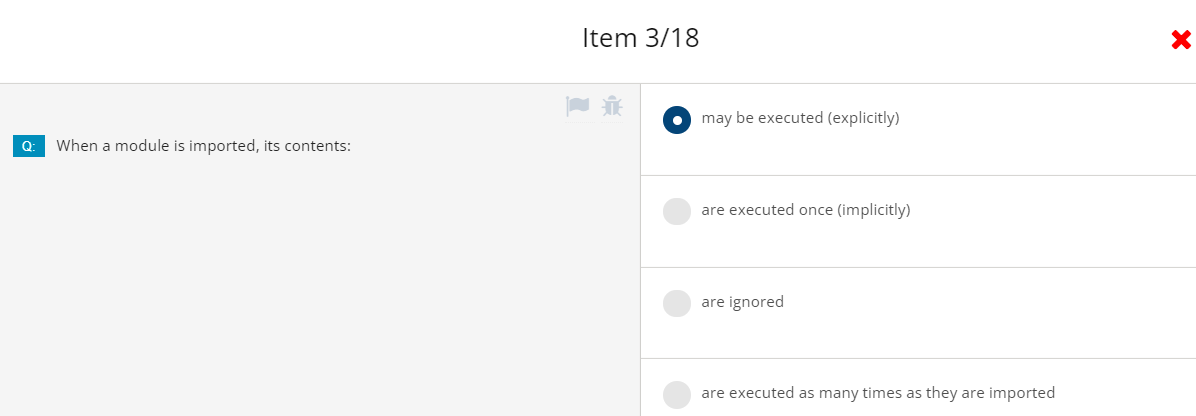 Item 3/18
Q: When a module is imported, its contents:
may be executed (explicitly)
are executed once (implicitly)
are ignored
are executed as many times as they are imported